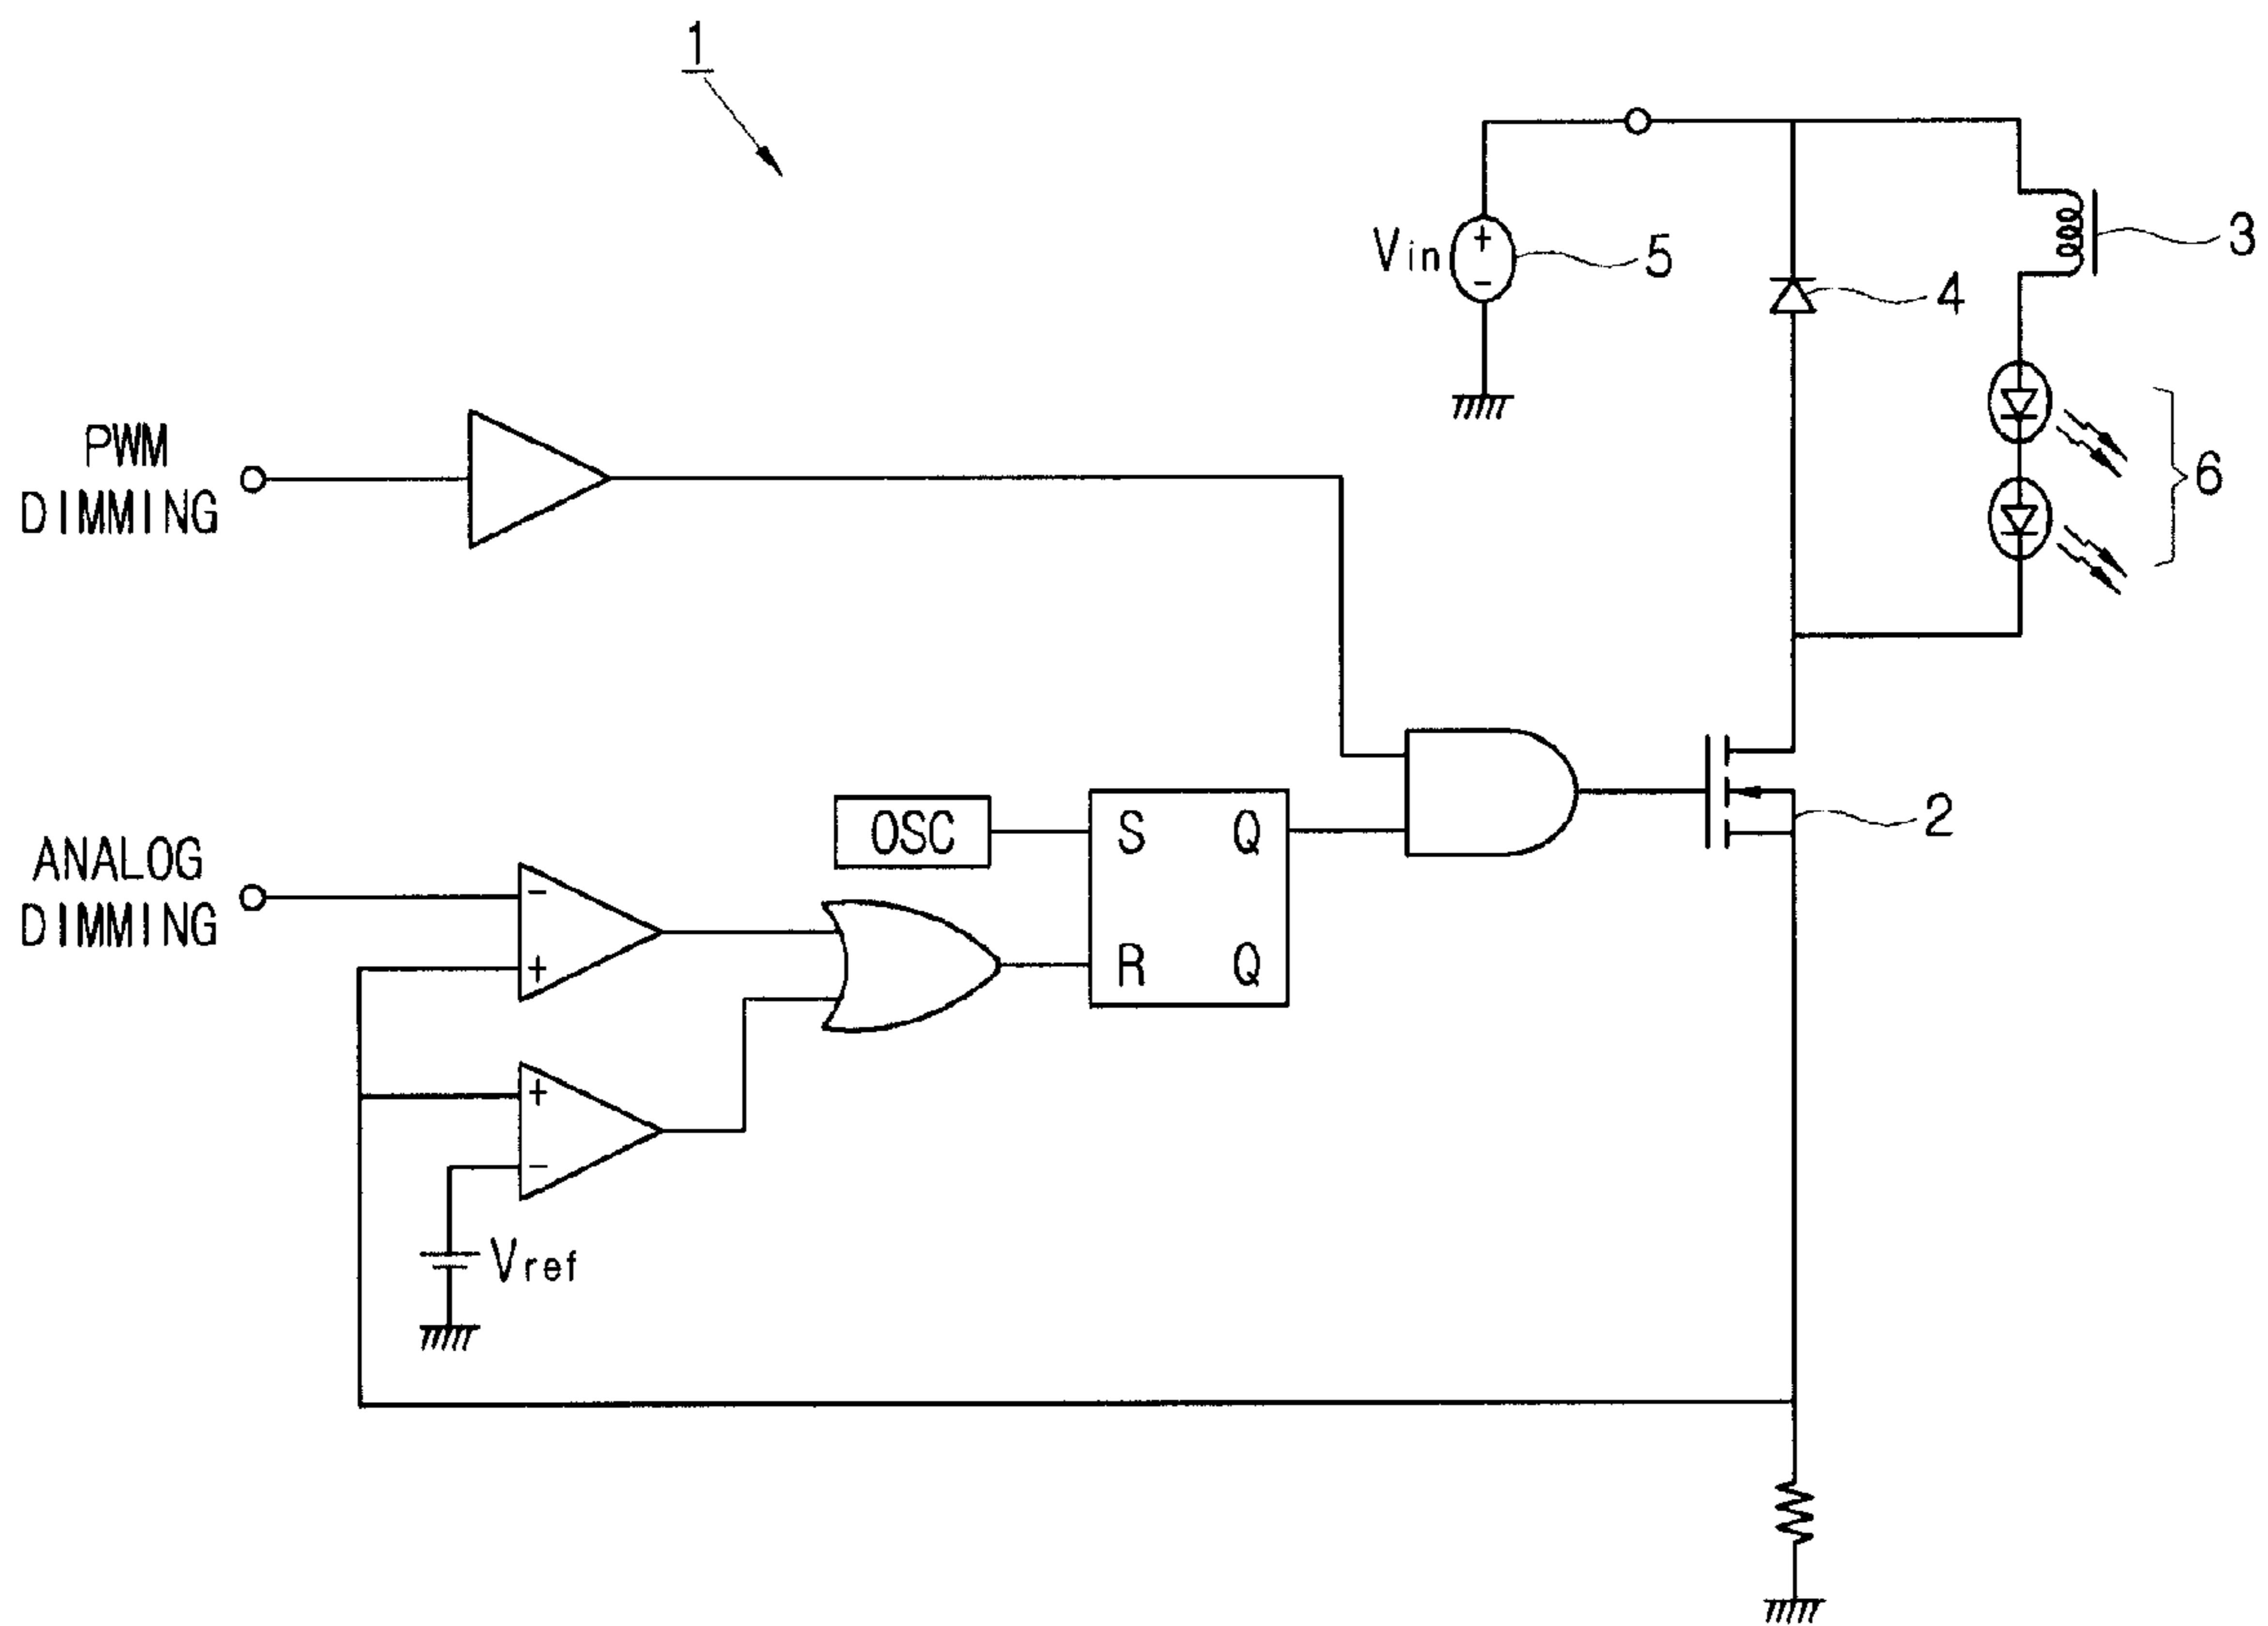 1
Vin
+
-
5
4
3
6
PWM
DIMMING
OSC
S Q
R Q
2
ANALOG
DIMMING
-
+
+
-
Vref